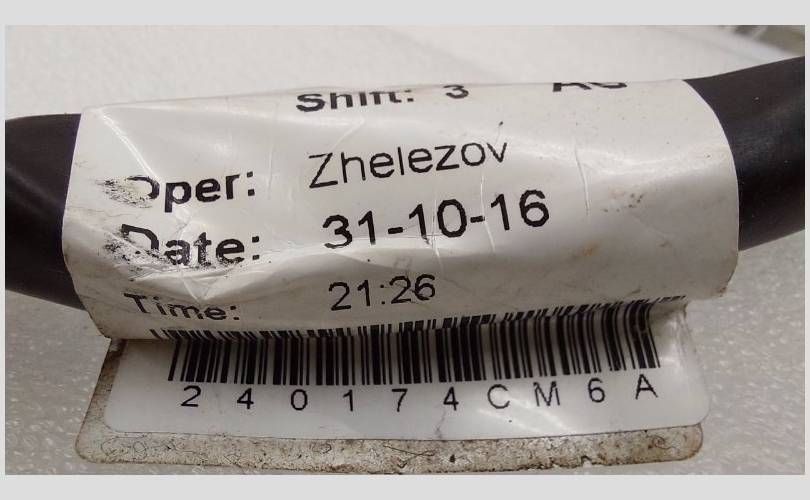 Shift: 3
Oper: Zhelezov
Date: 31-10-16
Time: 21:26
240174CM6A